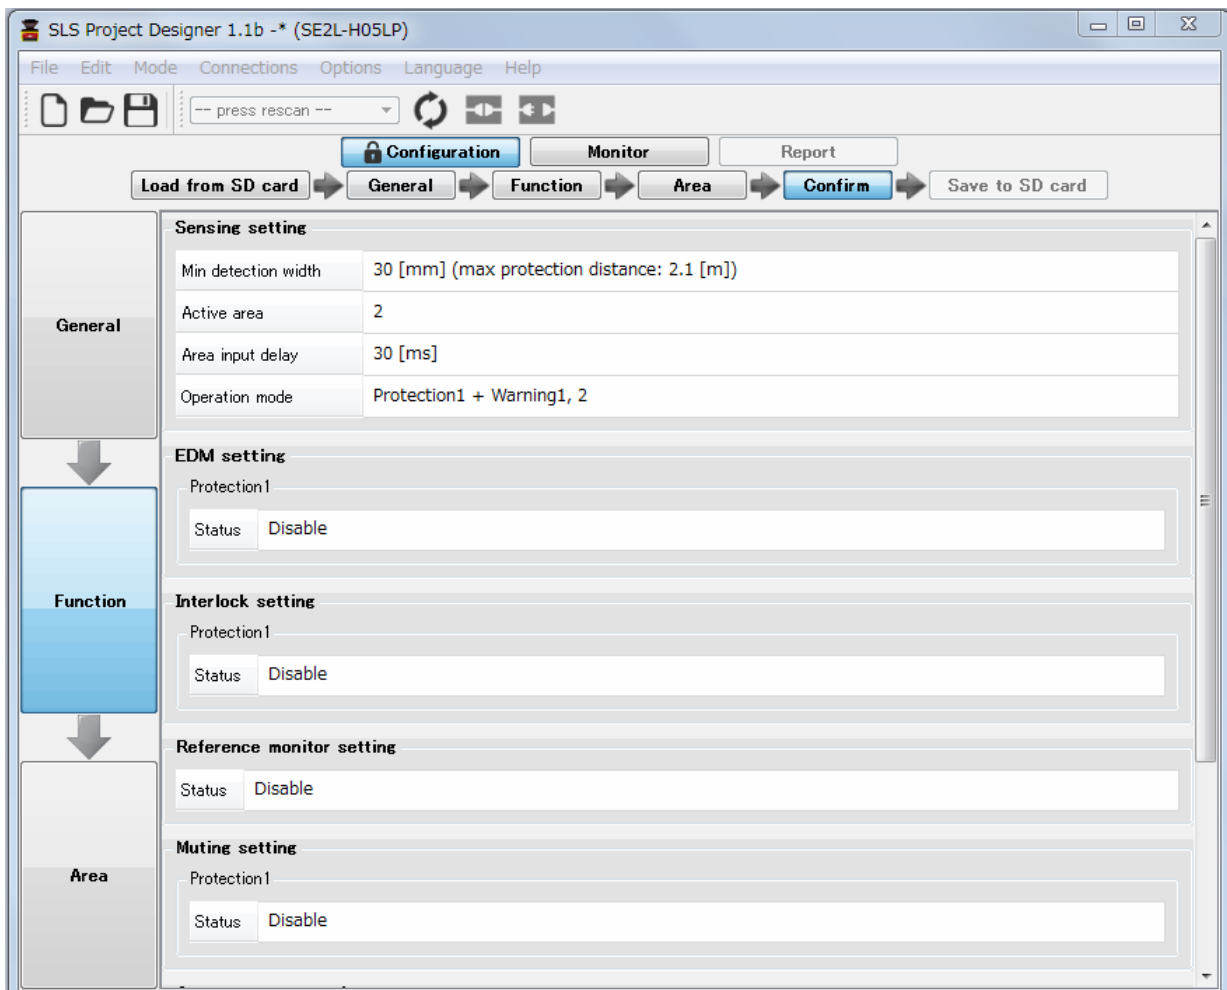 SLS Project Designer 1.1b -* (SE2L-H05LP)
File Edit Mode Connections Options Language Help
-- press rescan --
Configuration Monitor Report
Load from SD card General Function Area Confirm Save to SD card
General
Function
Area
Sensing setting
Min detection width 30 [mm] (max protection distance: 2.1 [m])
Active area 2
Area input delay 30 [ms]
Operation mode Protection1 + Warning1, 2
EDM setting
Protection1
Status Disable
Interlock setting
Protection1
Status Disable
Reference monitor setting
Status Disable
Muting setting
Protection1
Status Disable